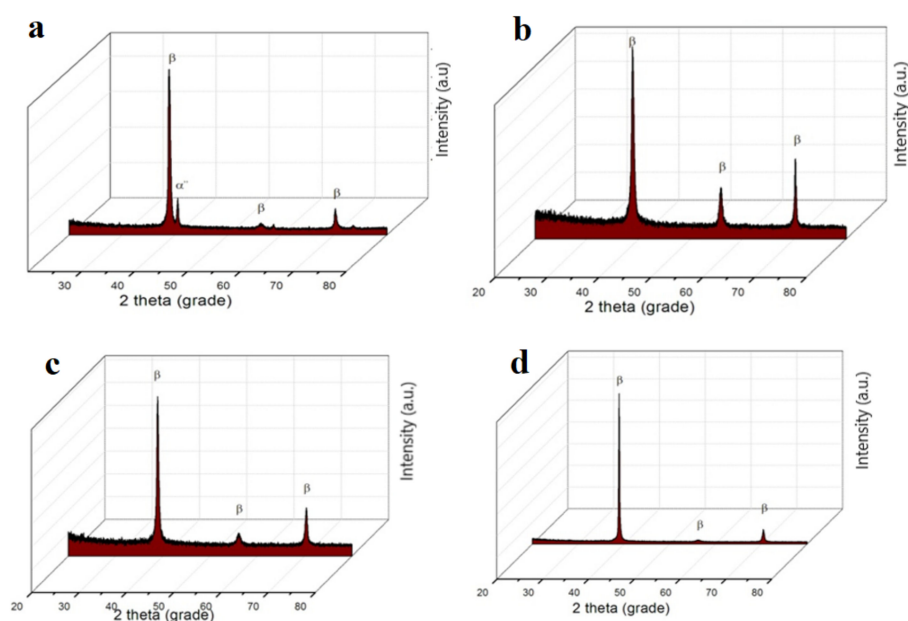 a
β
α"
β
β
Intensity (a.u)
30 40 50 60 70 80
2 theta (grade)
b
β
β
β
Intensity (a.u.)
20 30 40 50 60 70 80
2 theta (grade)
c
β
β
β
Intensity (a.u.)
20 30 40 50 60 70 80
2 theta (grade)
d
β
β
β
Intensity (a.u.)
20 30 40 50 60 70 80
2 theta (grade)